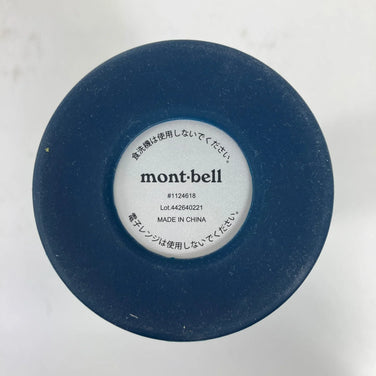 食洗機は使用しないでください。
mont·bell
#1124618
Lot.442640221
MADE IN CHINA
電子レンジは使用しないでください。